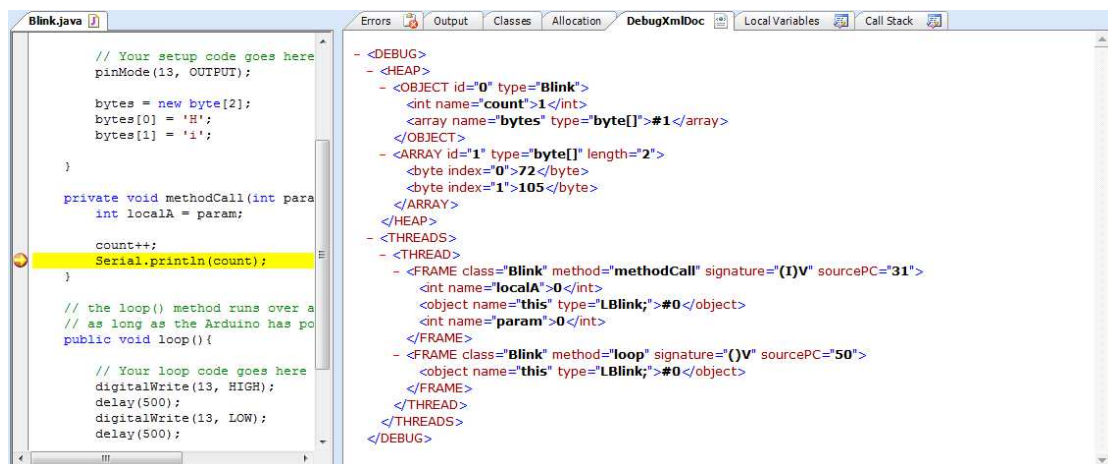 Blink.java
// Your setup code goes here
pinMode(13, OUTPUT);
bytes = new byte[2];
bytes[0] = 'H';
bytes[1] = 'i';
}
private void methodCall(int para
int localA = param;
count++;
Serial.println(count);
}
// the loop() method runs over a
// as long as the Arduino has po
public void loop(){
// Your loop code goes here
digitalWrite(13, HIGH);
delay(500);
digitalWrite(13, LOW);
delay(500);
Errors Output Classes Allocation DebugXmlDoc Local Variables Call Stack
- <DEBUG>
- <HEAP>
- <OBJECT id="0" type="Blink">
<int name="count">1</int>
<array name="bytes" type="byte[]">#1</array>
</OBJECT>
- <ARRAY id="1" type="byte[]" length="2">
<byte index="0">72</byte>
<byte index="1">105</byte>
</ARRAY>
</HEAP>
- <THREADS>
- <THREAD>
- <FRAME class="Blink" method="methodCall" signature="(I)V" sourcePC="31">
<int name="localA">0</int>
<object name="this" type="LBlink;">#0</object>
<int name="param">0</int>
</FRAME>
- <FRAME class="Blink" method="loop" signature="()V" sourcePC="50">
<object name="this" type="LBlink;">#0</object>
</FRAME>
</THREAD>
</THREADS>
</DEBUG>